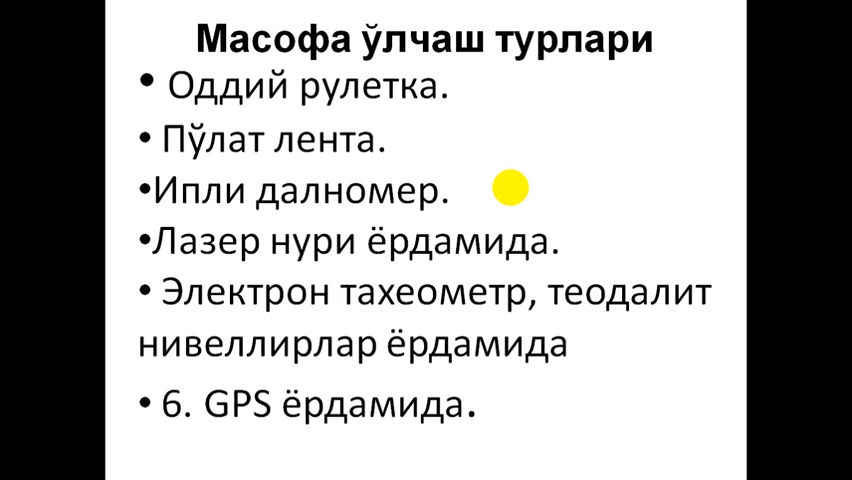 Масофа ўлчаш турлари
• Оддий рулетка.
• Пўлат лента.
•Ипли далномер.
•Лазер нури ёрдамида.
• Электрон тахеометр, теодалит
нивеллирлар ёрдамида
• 6. GPS ёрдамида.